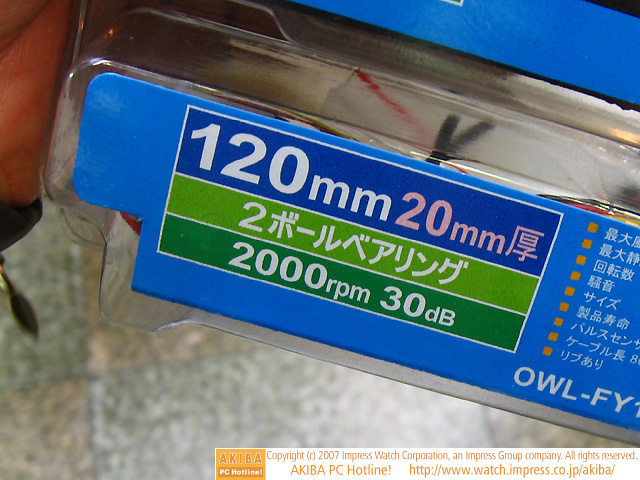 120mm 20mm厚
2ボールベアリング
2000rpm 30dB
最大
最大静
回転数
騒音
サイズ
製品寿命
パルスセンサ
ケーブル長
リブあり
OWL-FY1
AKIBA
PC Hotline!
Copyright (c) 2007 Impress Watch Corporation, an Impress Group company. All rights reserved.
AKIBA PC Hotline! http://www.watch.impress.co.jp/akiba/